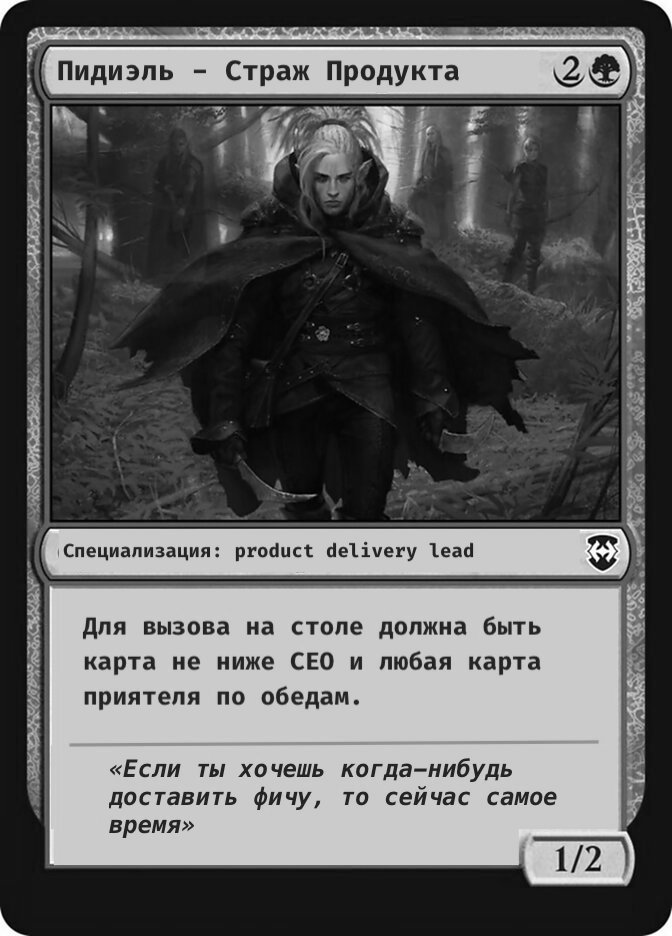 Пидиэль - Страж Продукта 2
Специализация: product delivery lead
Для вызова на столе должна быть
карта не ниже CEO и любая карта
приятеля по обедам.
«Если ты хочешь когда-нибудь
доставить фичу, то сейчас самое
время»
1/2